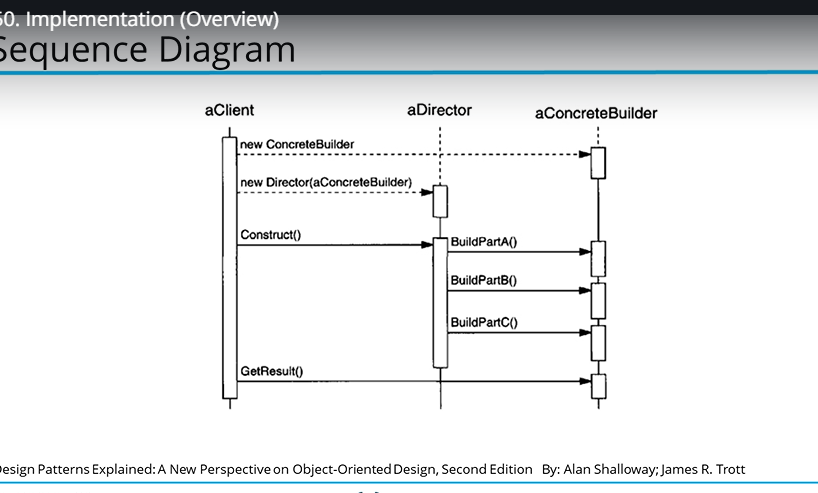 50. Implementation (Overview)
Sequence Diagram
aClient aDirector aConcreteBuilder
new ConcreteBuilder
new Director(aConcreteBuilder)
Construct()
BuildPartA()
BuildPartB()
BuildPartC()
GetResult()
Design Patterns Explained: A New Perspective on Object-Oriented Design, Second Edition By: Alan Shalloway; James R. Trott